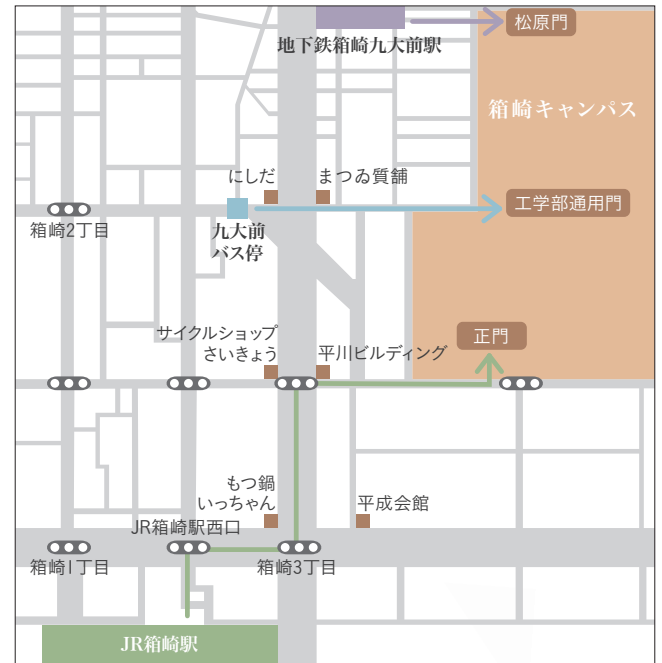 松原門
地下鉄箱崎九大前駅
箱崎キャンパス
にしだ
まつゐ質舗
工学部通用門
箱崎2丁目
九大前
バス停
サイクルショップ
さいきょう
平川ビルディング
正門
もつ鍋
いっちゃん
平成会館
JR箱崎駅西口
箱崎1丁目
箱崎3丁目
JR箱崎駅